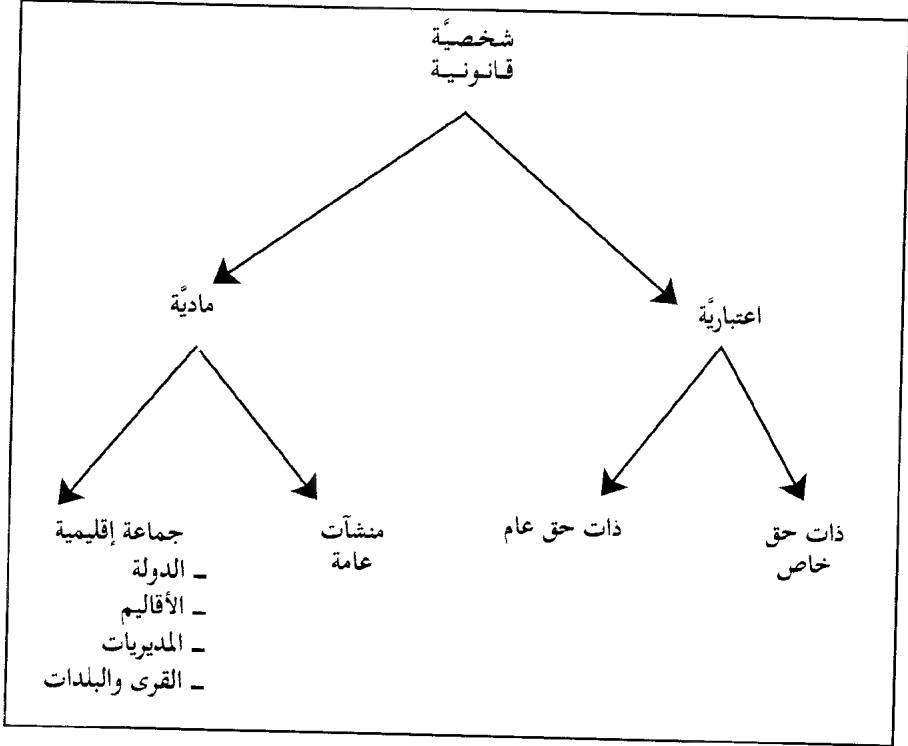 شخصيَّة
قانونية
اعتباريَّة
ماديَّة
ذات حق
خاص
ذات حق عام
منشآت
عامة
جماعة إقليمية
– الدولة
– الأقاليم
– المديريات
– القرى والبلدات